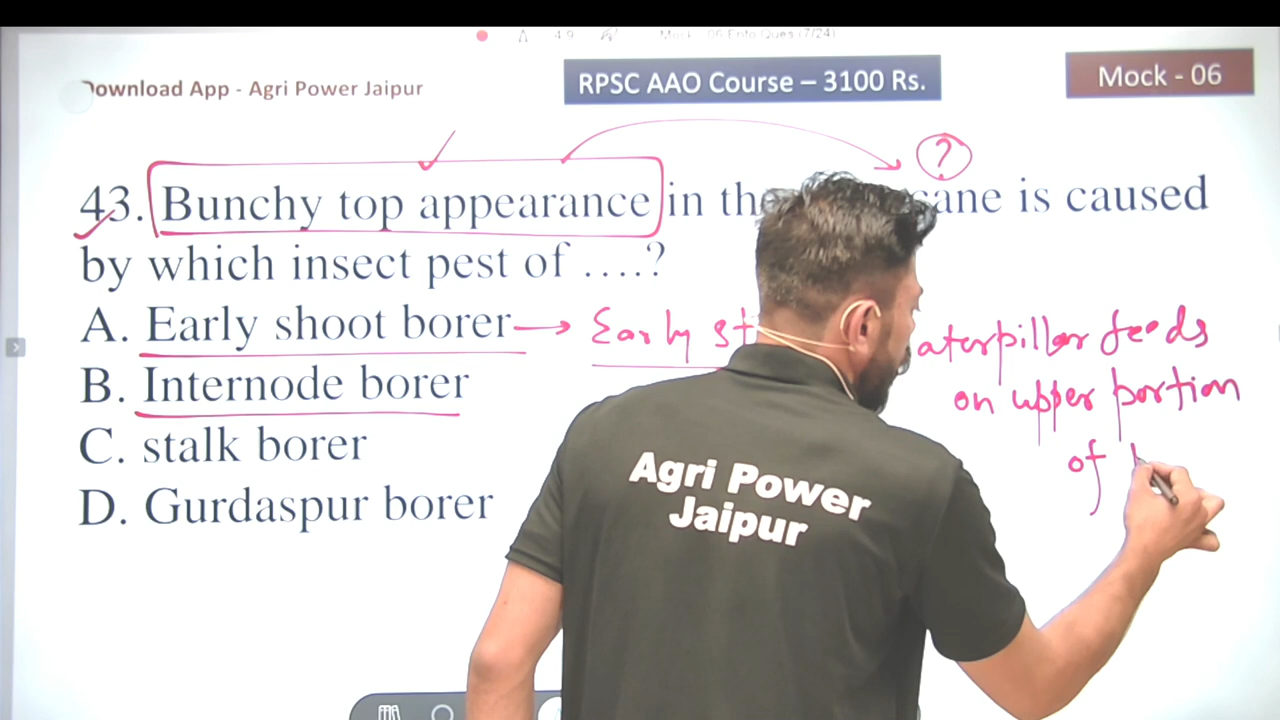 Download App - Agri Power Jaipur
RPSC AAO Course – 3100 Rs.
Mock - 06
?
43. Bunchy top appearance in the ane is caused
by which insect pest of ....?
A. Early shoot borer → Early st aterpillar feeds
on upper portion
of
B. Internode borer
C. stalk borer
D. Gurdaspur borer
Agri Power
Jaipur